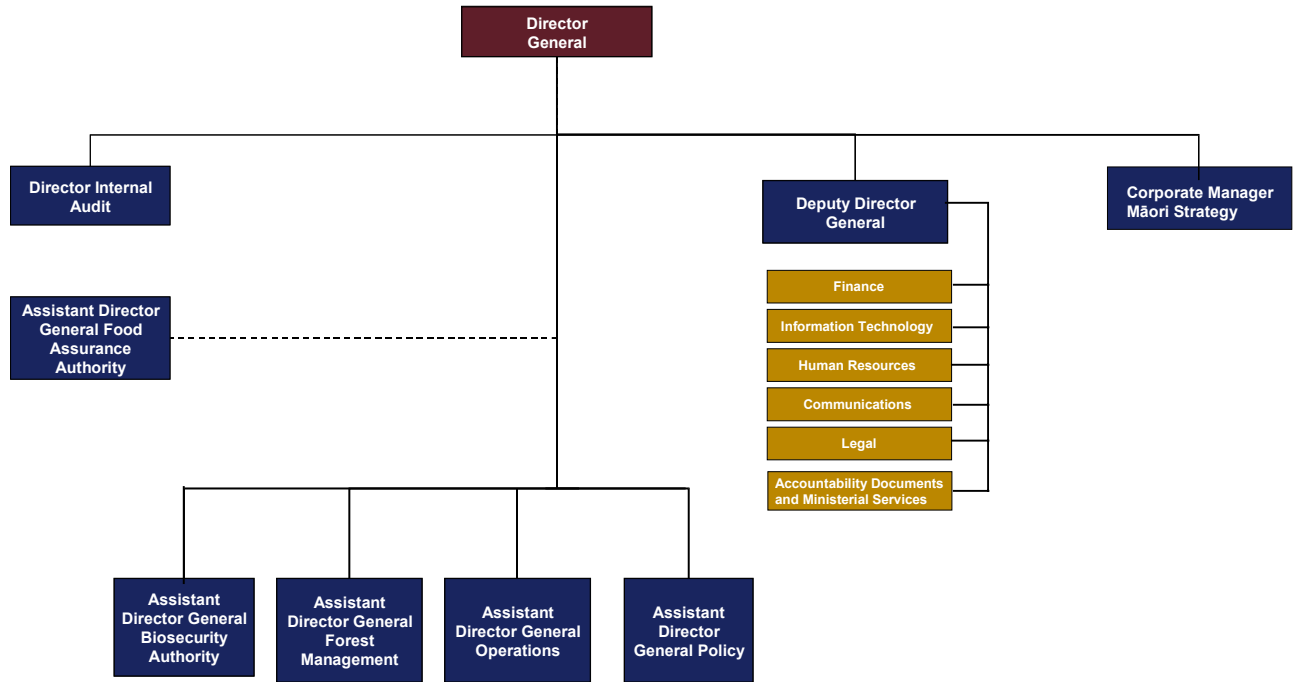 Director
General
Director Internal
Audit
Deputy Director
General
Corporate Manager
Māori Strategy
Finance
Assistant Director
General Food
Assurance
Authority
Information Technology
Human Resources
Communications
Legal
Accountability Documents
and Ministerial Services
Assistant
Director General
Biosecurity
Authority
Assistant
Director General
Forest
Management
Assistant
Director General
Operations
Assistant
Director
General Policy